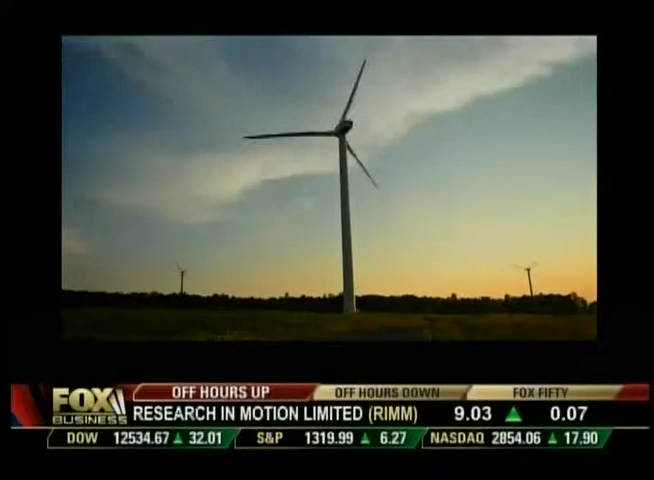 OFF HOURS UP OFF HOURS DOWN FOX FIFTY
FOX BUSINESS
RESEARCH IN MOTION LIMITED (RIMM) 9.03 0.07
DOW 12534.67 32.01 S&P 1319.99 6.27 NASDAQ 2854.06 17.90